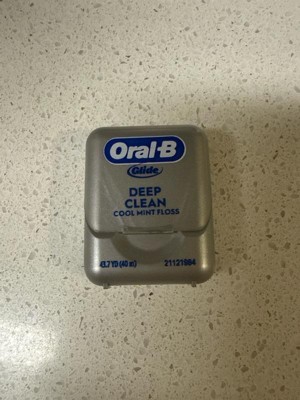 Oral-B
Glide
DEEP
CLEAN
COOL MINT FLOSS
43.7 YD (40 m) 21121984